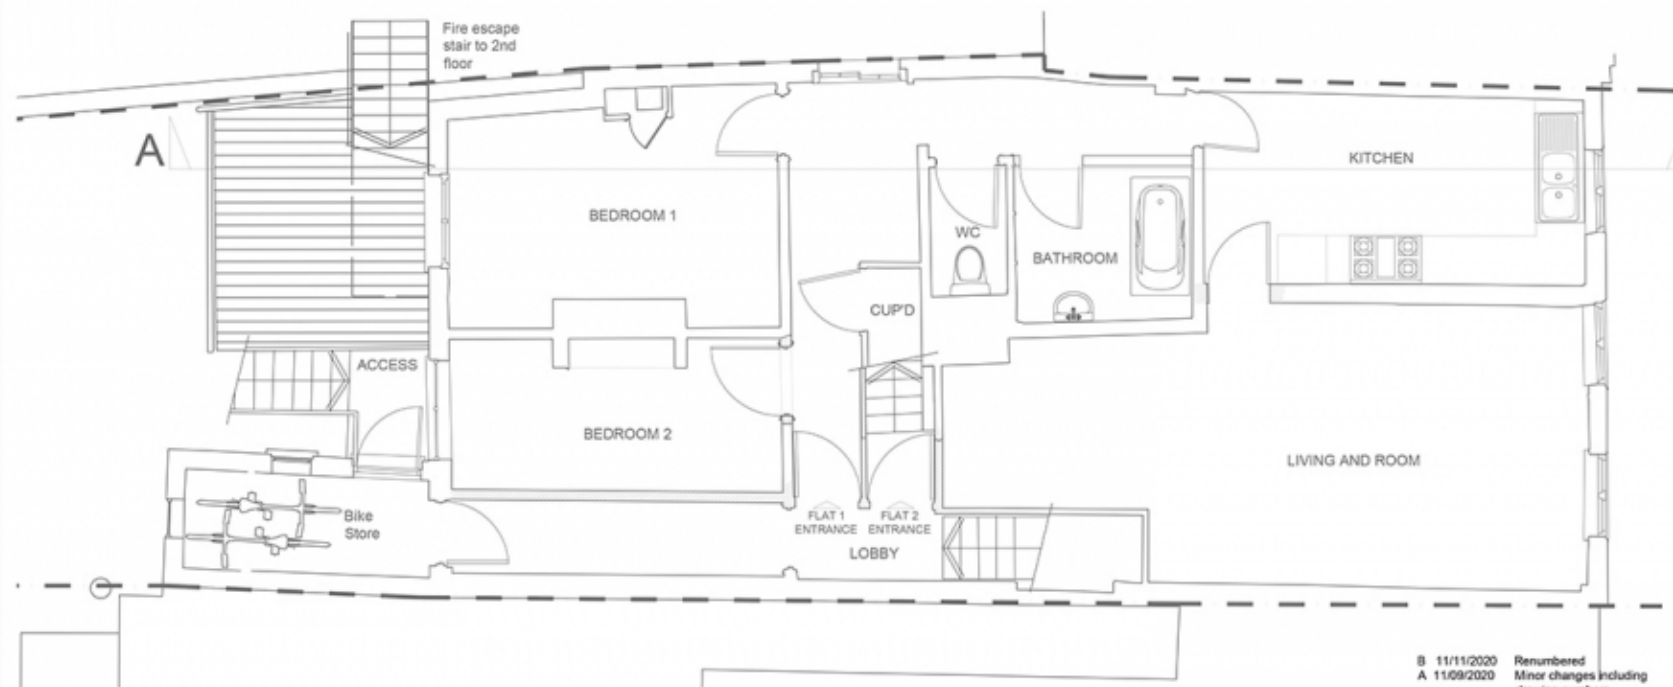 Fire escape
stair to 2nd
floor
A
BEDROOM 1
KITCHEN
WC
BATHROOM
CUP'D
ACCESS
BEDROOM 2
LIVING AND ROOM
Bike
Store
FLAT 1
ENTRANCE
FLAT 2
ENTRANCE
LOBBY
B 11/11/2020 Renumbered
A 11/09/2020 Minor changes including